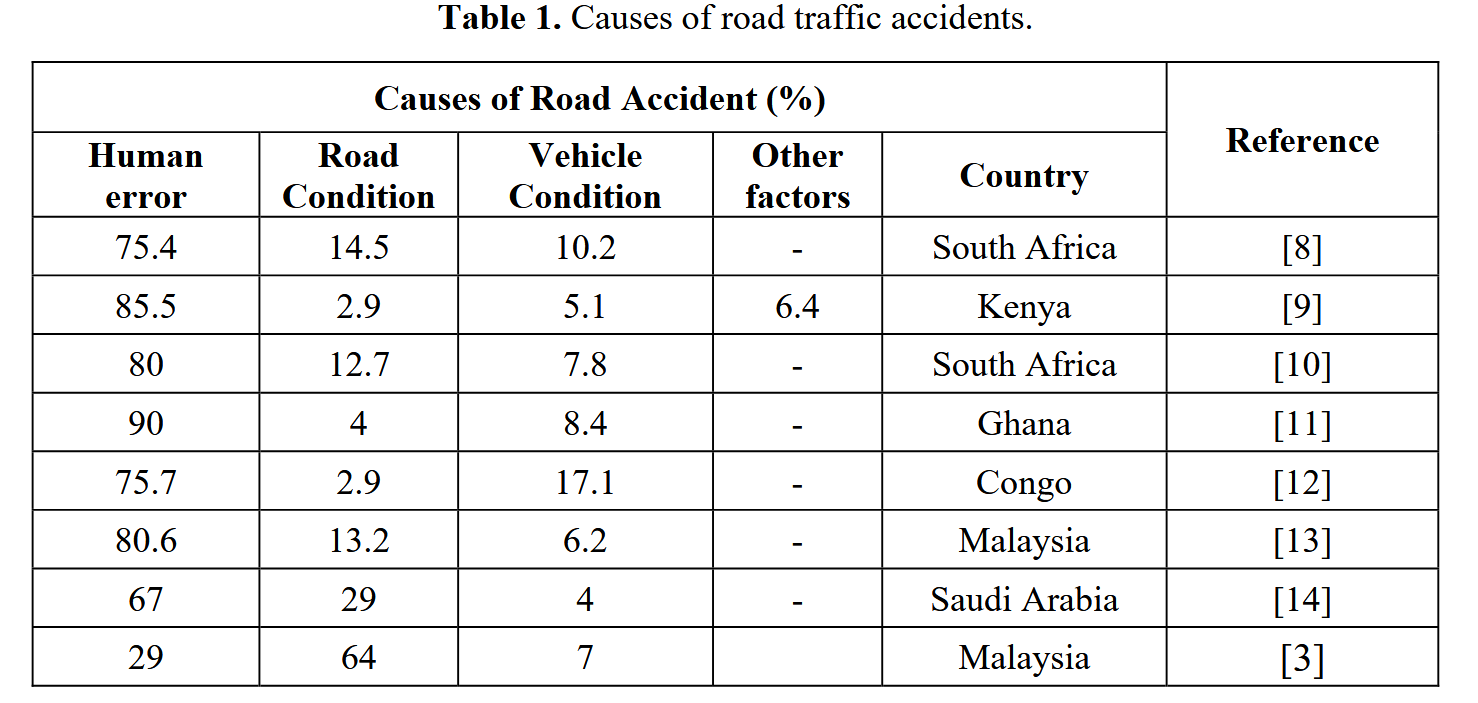 Table 1. Causes of road traffic accidents.
Causes of Road Accident (%) Reference
Human error Road Condition Vehicle Condition Other factors Country
75.4 14.5 10.2 - South Africa [8]
85.5 2.9 5.1 6.4 Kenya [9]
80 12.7 7.8 - South Africa [10]
90 4 8.4 - Ghana [11]
75.7 2.9 17.1 - Congo [12]
80.6 13.2 6.2 - Malaysia [13]
67 29 4 - Saudi Arabia [14]
29 64 7 Malaysia [3]